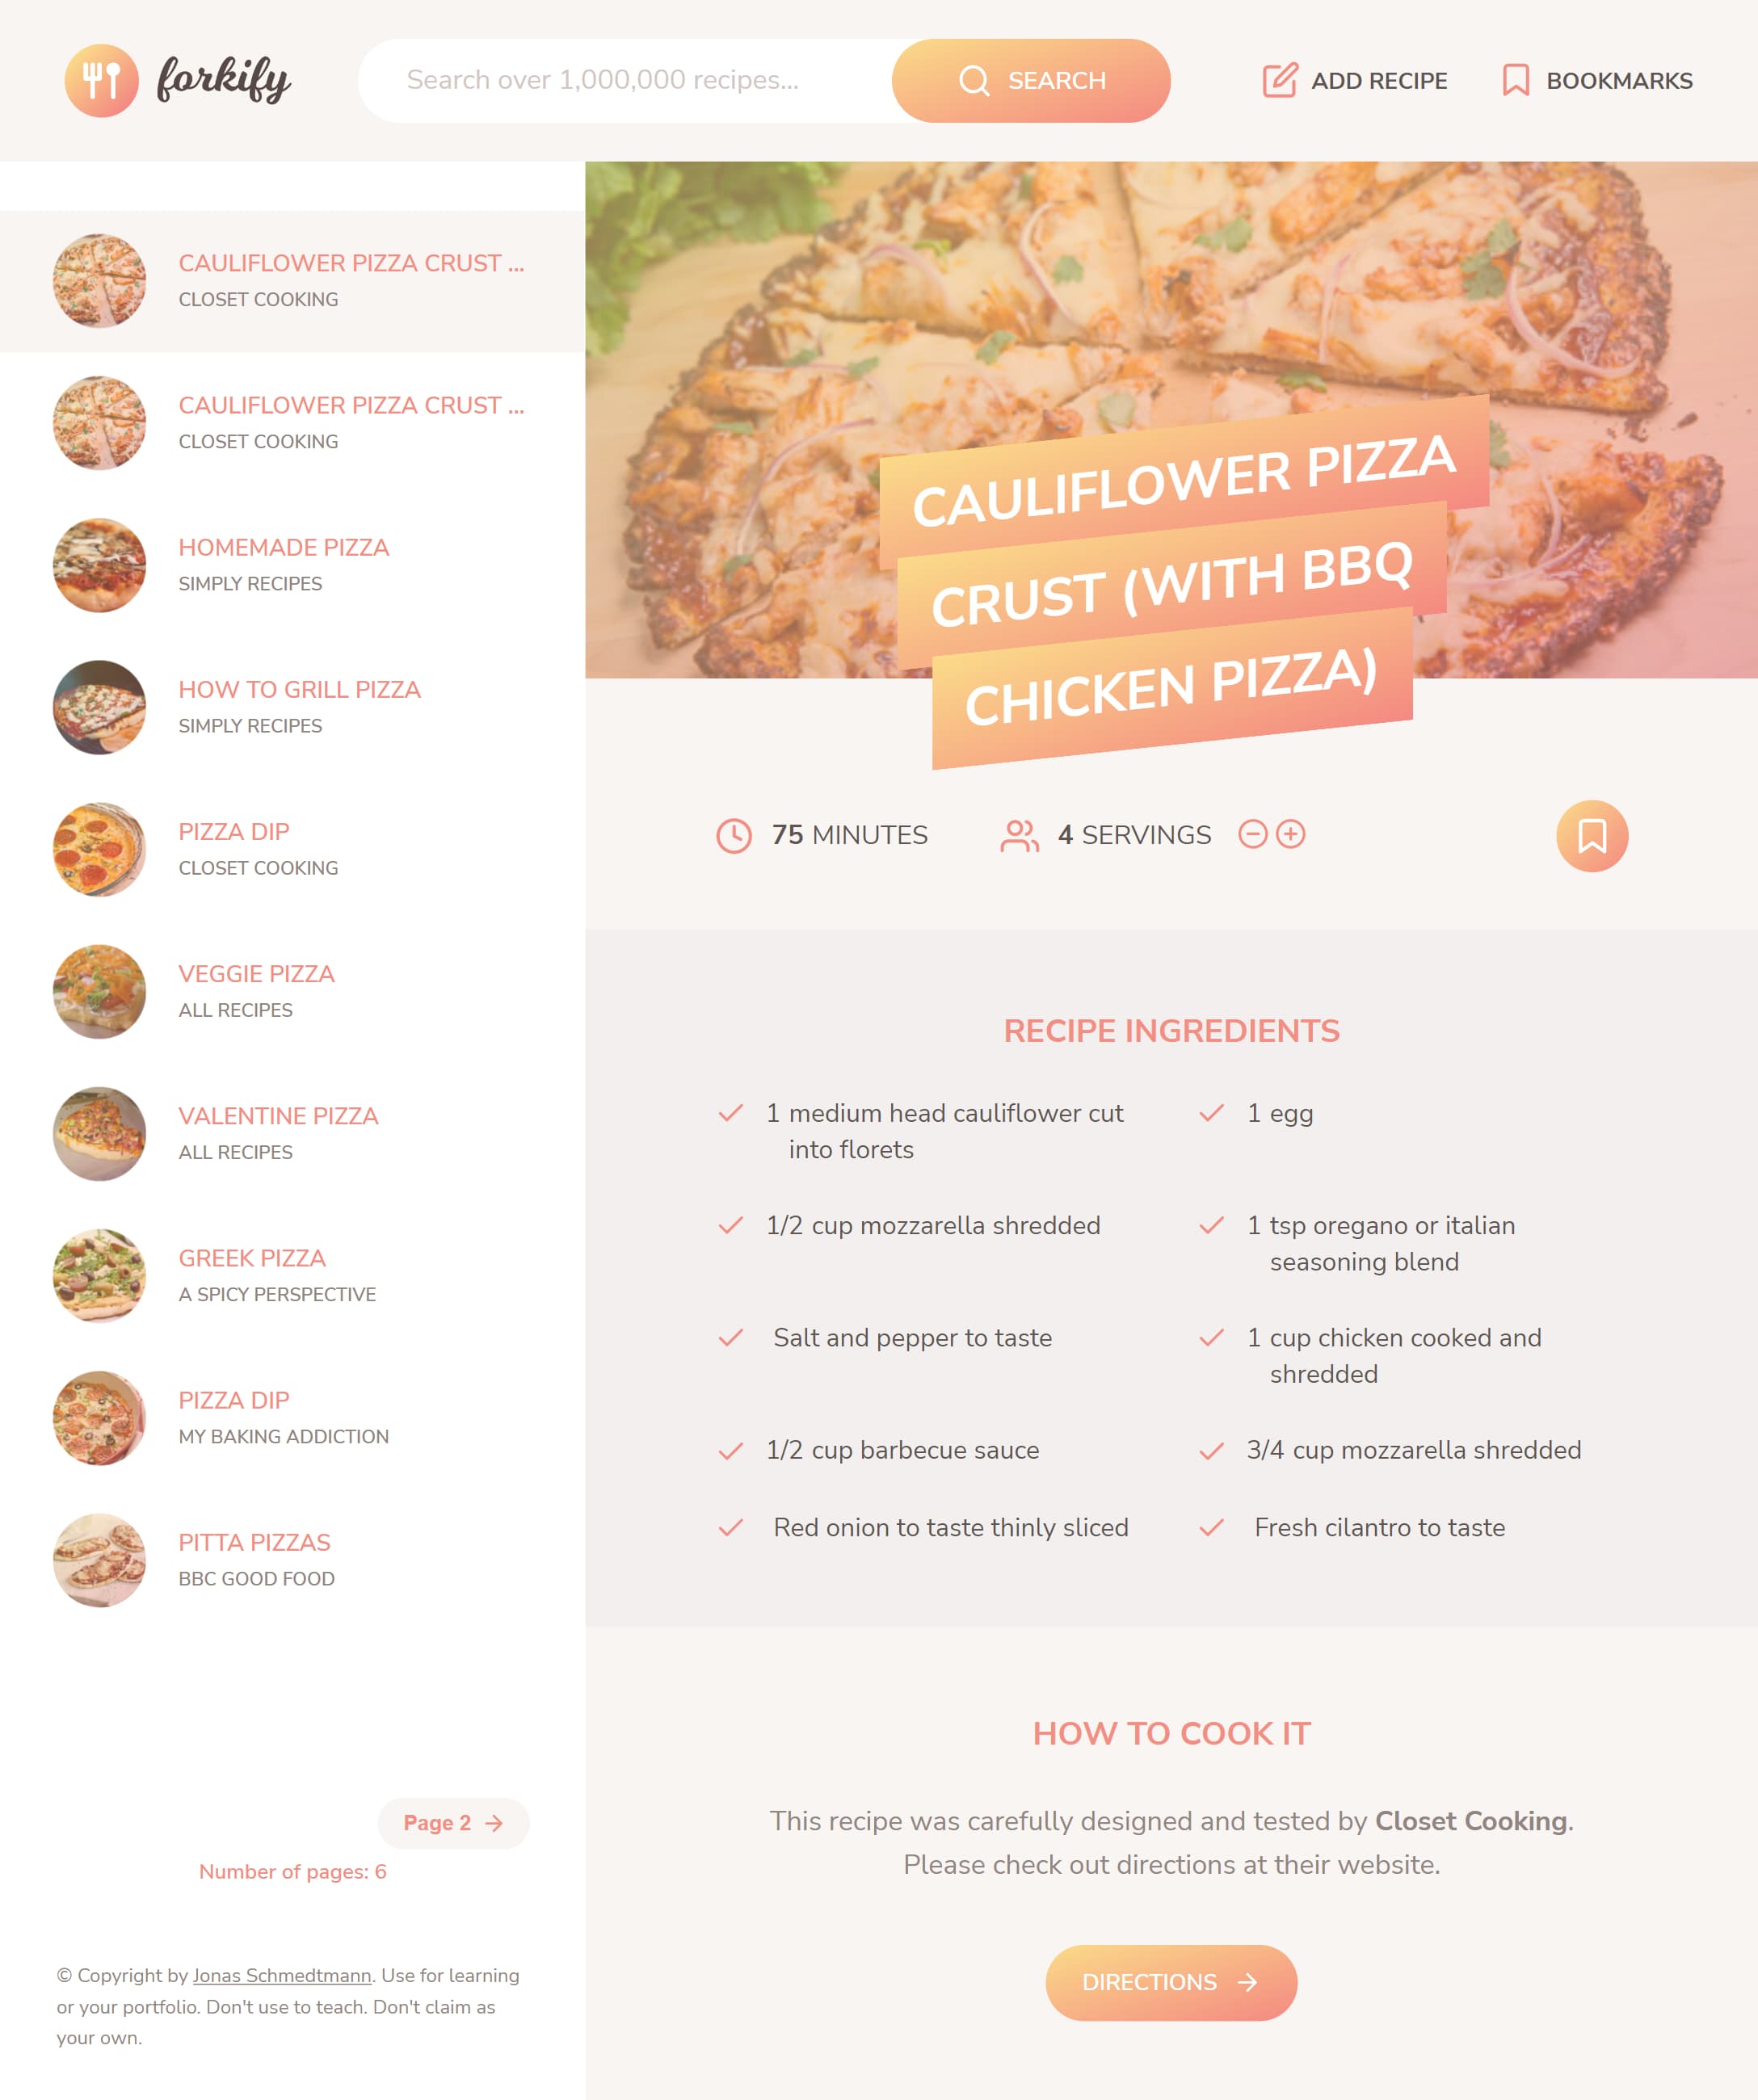 forkify
Search over 1,000,000 recipes...
SEARCH
ADD RECIPE
BOOKMARKS
CAULIFLOWER PIZZA CRUST ...
CLOSET COOKING
CAULIFLOWER PIZZA CRUST ...
CLOSET COOKING
HOMEMADE PIZZA
SIMPLY RECIPES
HOW TO GRILL PIZZA
SIMPLY RECIPES
PIZZA DIP
CLOSET COOKING
VEGGIE PIZZA
ALL RECIPES
VALENTINE PIZZA
ALL RECIPES
GREEK PIZZA
A SPICY PERSPECTIVE
PIZZA DIP
MY BAKING ADDICTION
PITTA PIZZAS
BBC GOOD FOOD
Page 2
Number of pages: 6
© Copyright by Jonas Schmedtmann. Use for learning
or your portfolio. Don't use to teach. Don't claim as
your own.
CAULIFLOWER PIZZA
CRUST (WITH BBQ
CHICKEN PIZZA)
75 MINUTES
4 SERVINGS
RECIPE INGREDIENTS
1 medium head cauliflower cut
into florets
1 egg
1/2 cup mozzarella shredded
1 tsp oregano or italian
seasoning blend
Salt and pepper to taste
1 cup chicken cooked and
shredded
1/2 cup barbecue sauce
3/4 cup mozzarella shredded
Red onion to taste thinly sliced
Fresh cilantro to taste
HOW TO COOK IT
This recipe was carefully designed and tested by Closet Cooking.
Please check out directions at their website.
DIRECTIONS